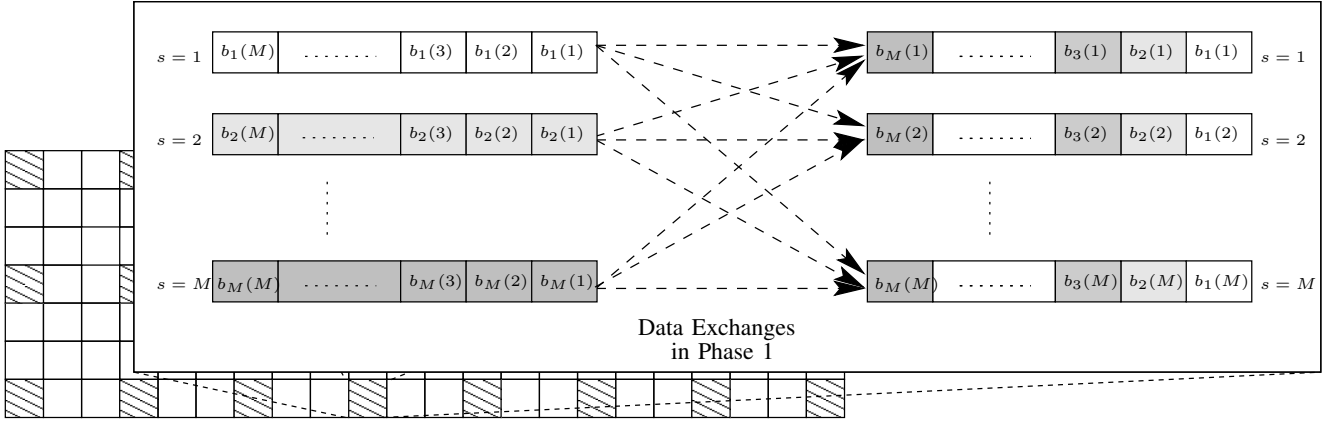 s = 1 b₁(M) ........ b₁(3) b₁(2) b₁(1) b_M(1) ........ b₃(1) b₂(1) b₁(1) s = 1
s = 2 b₂(M) ........ b₂(3) b₂(2) b₂(1) b_M(2) ........ b₃(2) b₂(2) b₁(2) s = 2
s = M b_M(M) ........ b_M(3) b_M(2) b_M(1) b_M(M) ........ b₃(M) b₂(M) b₁(M) s = M
Data Exchanges
in Phase 1